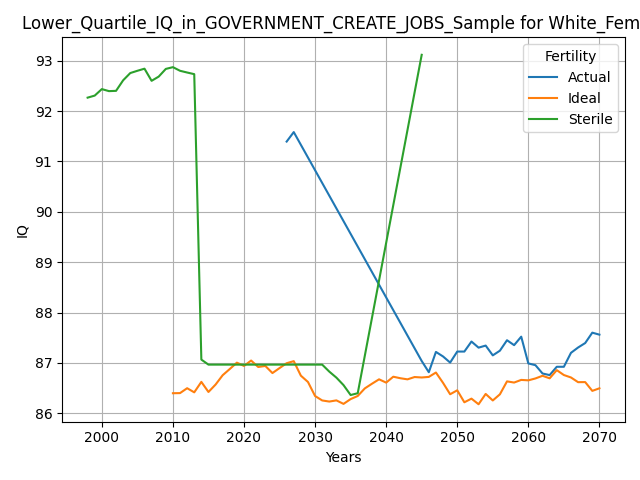 Lower_Quartile_IQ_in_GOVERNMENT_CREATE_JOBS_Sample for White_Fem
Fertility
Actual
Ideal
Sterile
93
92
91
90
89
88
87
86
IQ
2000 2010 2020 2030 2040 2050 2060 2070
Years